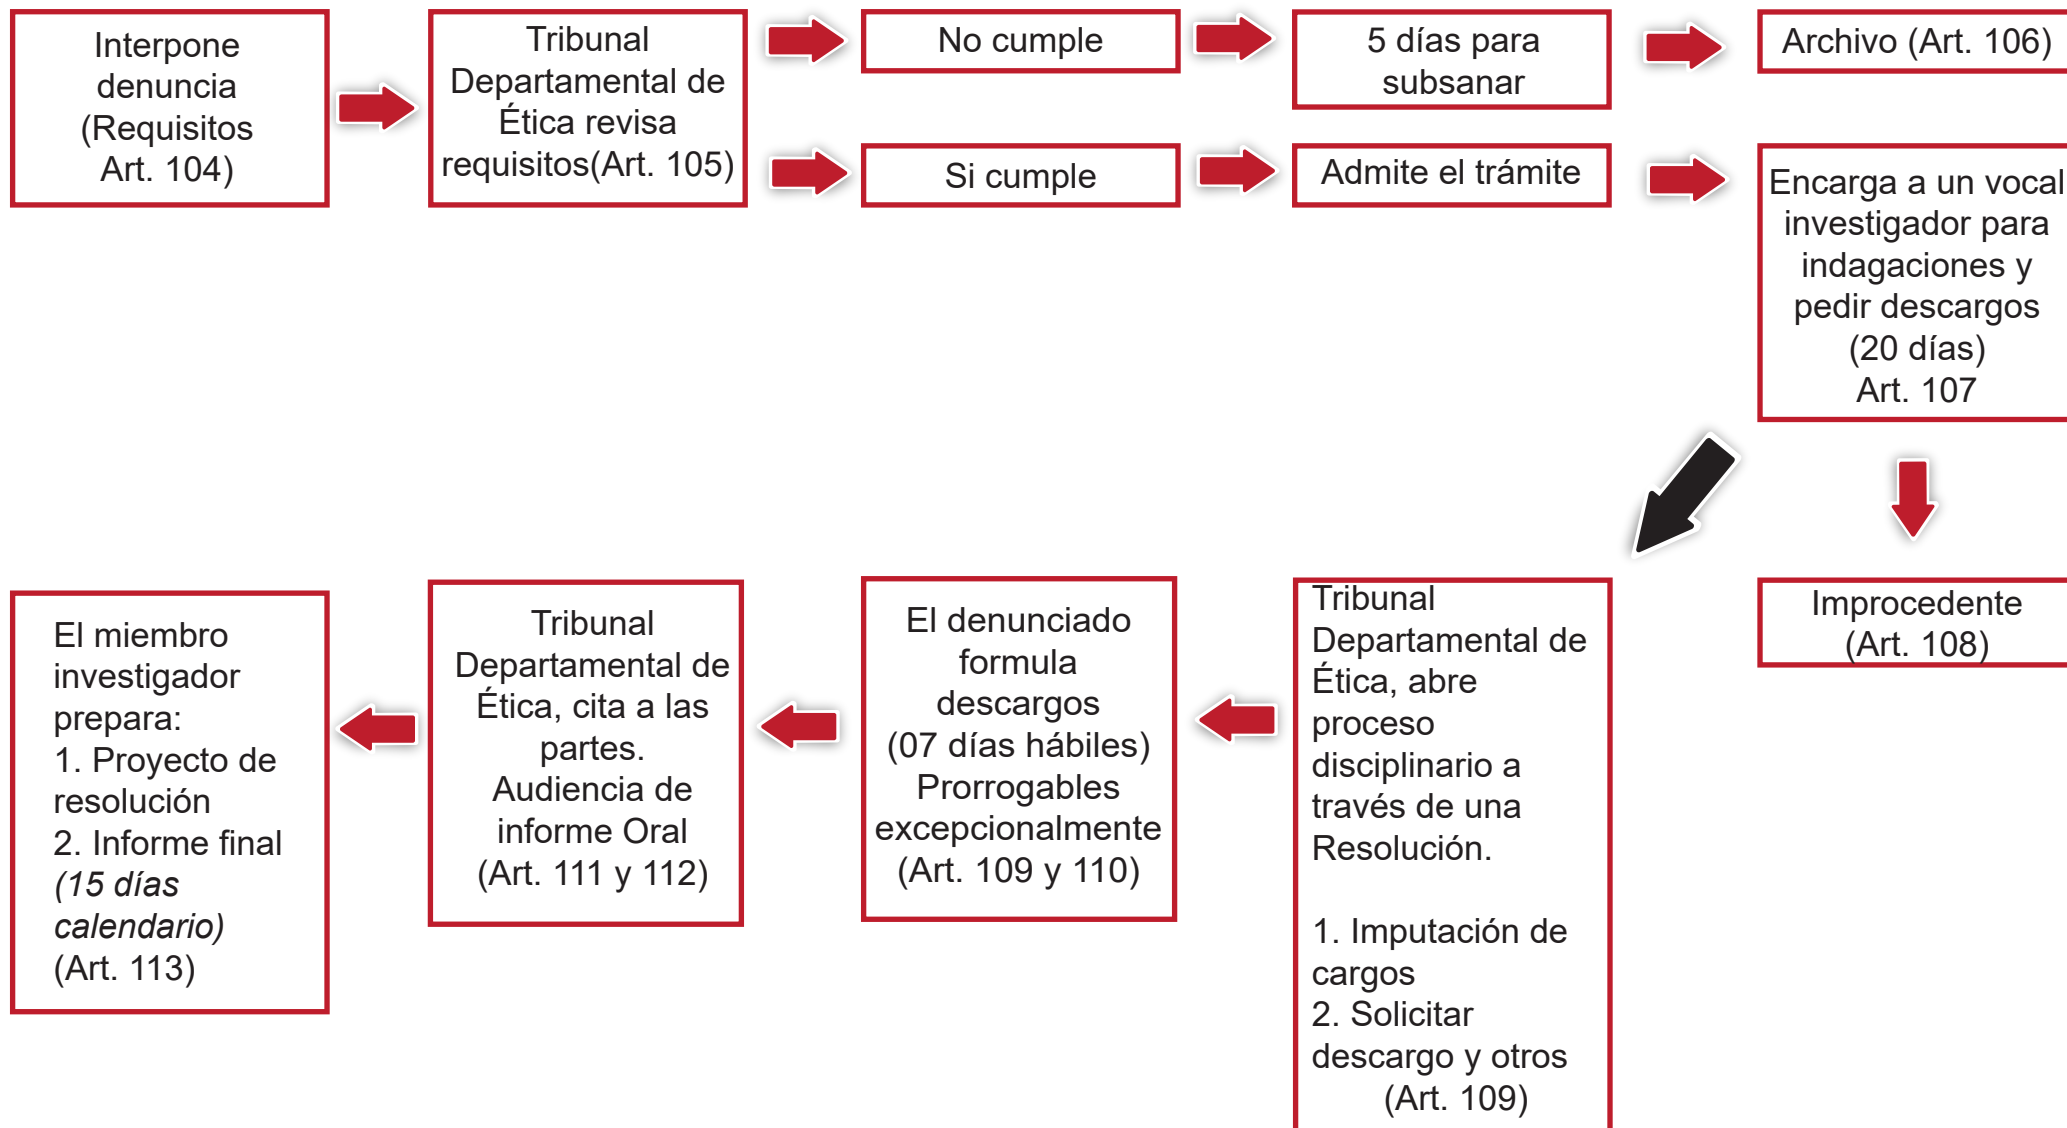 Interpone
denuncia
(Requisitos
Art. 104)
Tribunal
Departamental de
Ética revisa
requisitos(Art. 105)
No cumple
5 días para
subsanar
Archivo (Art. 106)
Si cumple
Admite el trámite
Encarga a un vocal
investigador para
indagaciones y
pedir descargos
(20 días)
Art. 107
Improcedente
(Art. 108)
Tribunal
Departamental de
Ética, abre
proceso
disciplinario a
través de una
Resolución.
1. Imputación de
cargos
2. Solicitar
descargo y otros
(Art. 109)
El denunciado
formula
descargos
(07 días hábiles)
Prorrogables
excepcionalmente
(Art. 109 y 110)
Tribunal
Departamental de
Ética, cita a las
partes.
Audiencia de
informe Oral
(Art. 111 y 112)
El miembro
investigador
prepara:
1. Proyecto de
resolución
2. Informe final
(15 días
calendario)
(Art. 113)